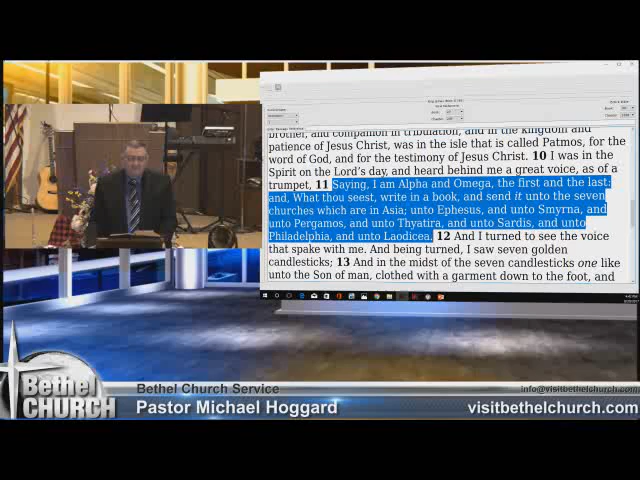 brother, and companion in tribulation, and in the kingdom and
patience of Jesus Christ, was in the isle that is called Patmos, for the
word of God, and for the testimony of Jesus Christ. 10 I was in the
Spirit on the Lord's day, and heard behind me a great voice, as of a
trumpet, 11 Saying, I am Alpha and Omega, the first and the last:
and, What thou seest, write in a book, and send it unto the seven
churches which are in Asia; unto Ephesus, and unto Smyrna, and
unto Pergamos, and unto Thyatira, and unto Sardis, and unto
Philadelphia, and unto Laodicea. 12 And I turned to see the voice
that spake with me. And being turned, I saw seven golden
candlesticks; 13 And in the midst of the seven candlesticks one like
unto the Son of man, clothed with a garment down to the foot, and
Bethel
CHURCH
Bethel Church Service
info@visitbethelchurch.com
Pastor Michael Hoggard
visitbethelchurch.com